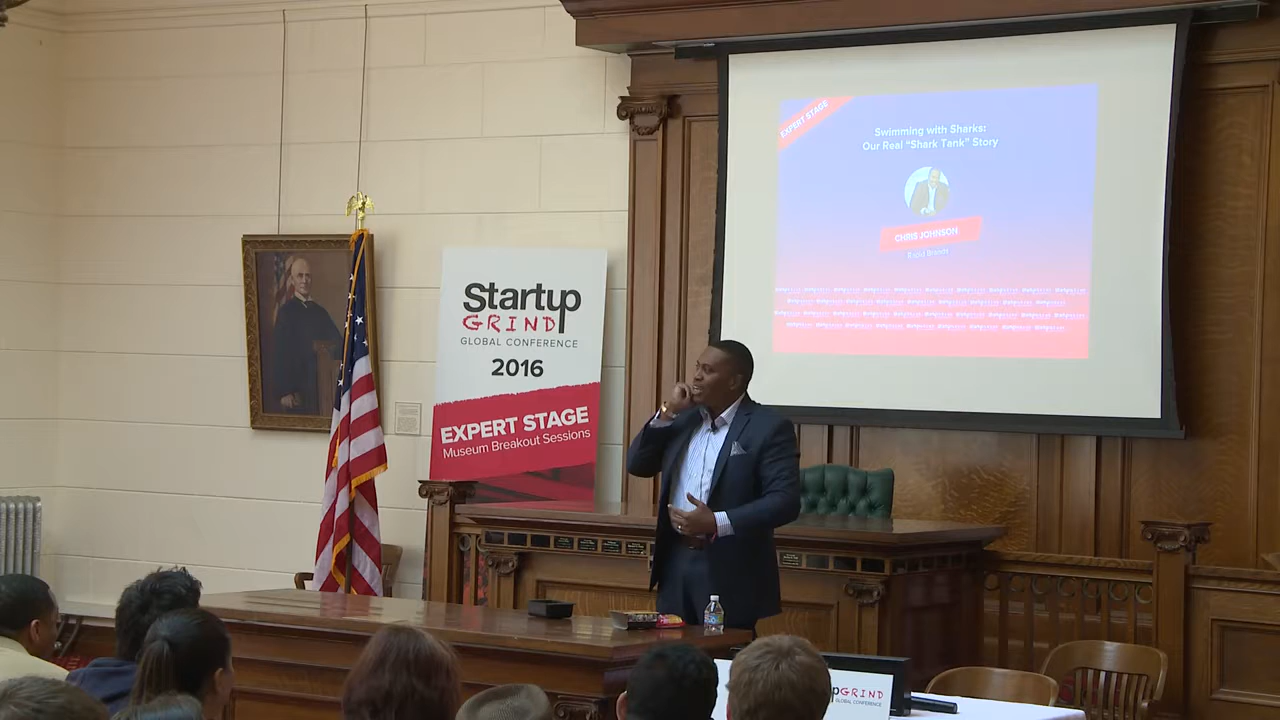 EXPERT STAGE
Swimming with Sharks:
Our Real "Shark Tank" Story
CHRIS JOHNSON
Startup
GRIND
GLOBAL CONFERENCE
2016
EXPERT STAGE
Museum Breakout Sessions
GRIND
GLOBAL CONFERENCE